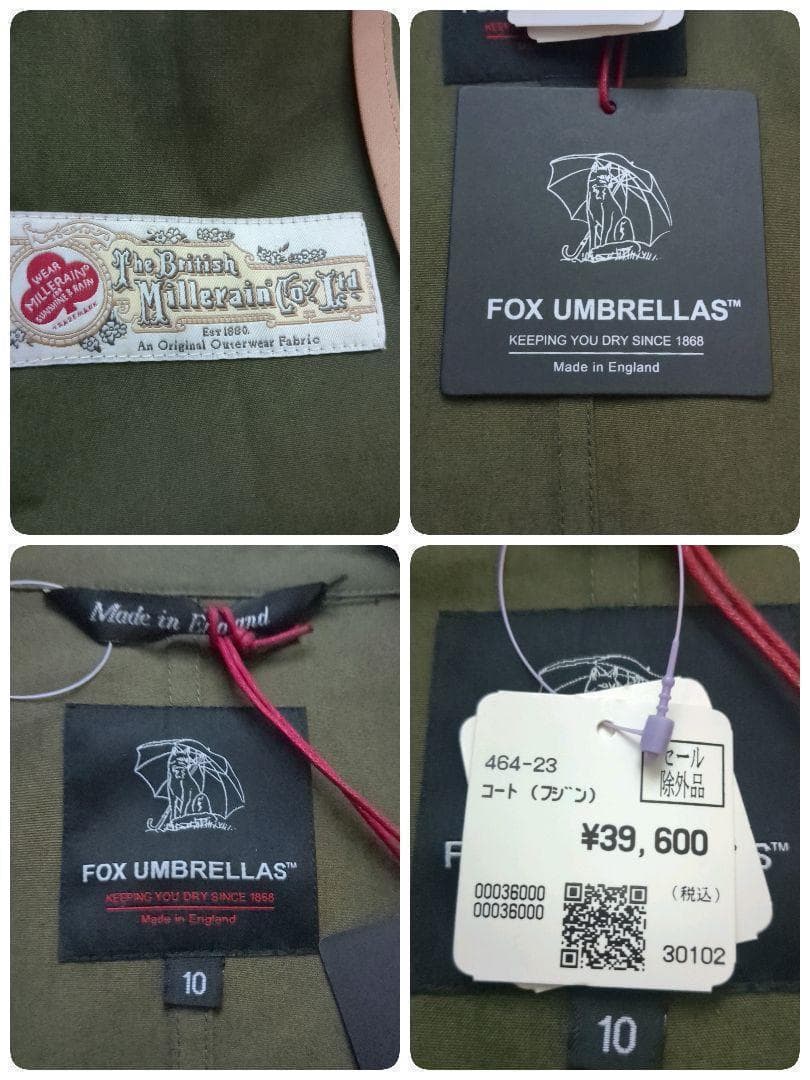 WEAR
MILLERAIN
FOR
SUNSHINE & RAIN
TRADEMARK
The British
Millerain Co.y Ltd
EST 1880.
An Original Outerwear Fabric
FOX UMBRELLAS™
KEEPING YOU DRY SINCE 1868
Made in England
Made in England
FOX UMBRELLAS™
KEEPING YOU DRY SINCE 1868
Made in England
10
464-23
コート (フジン)
セール
除外品
¥39,600
00036000
00036000
(税込)
30102
10